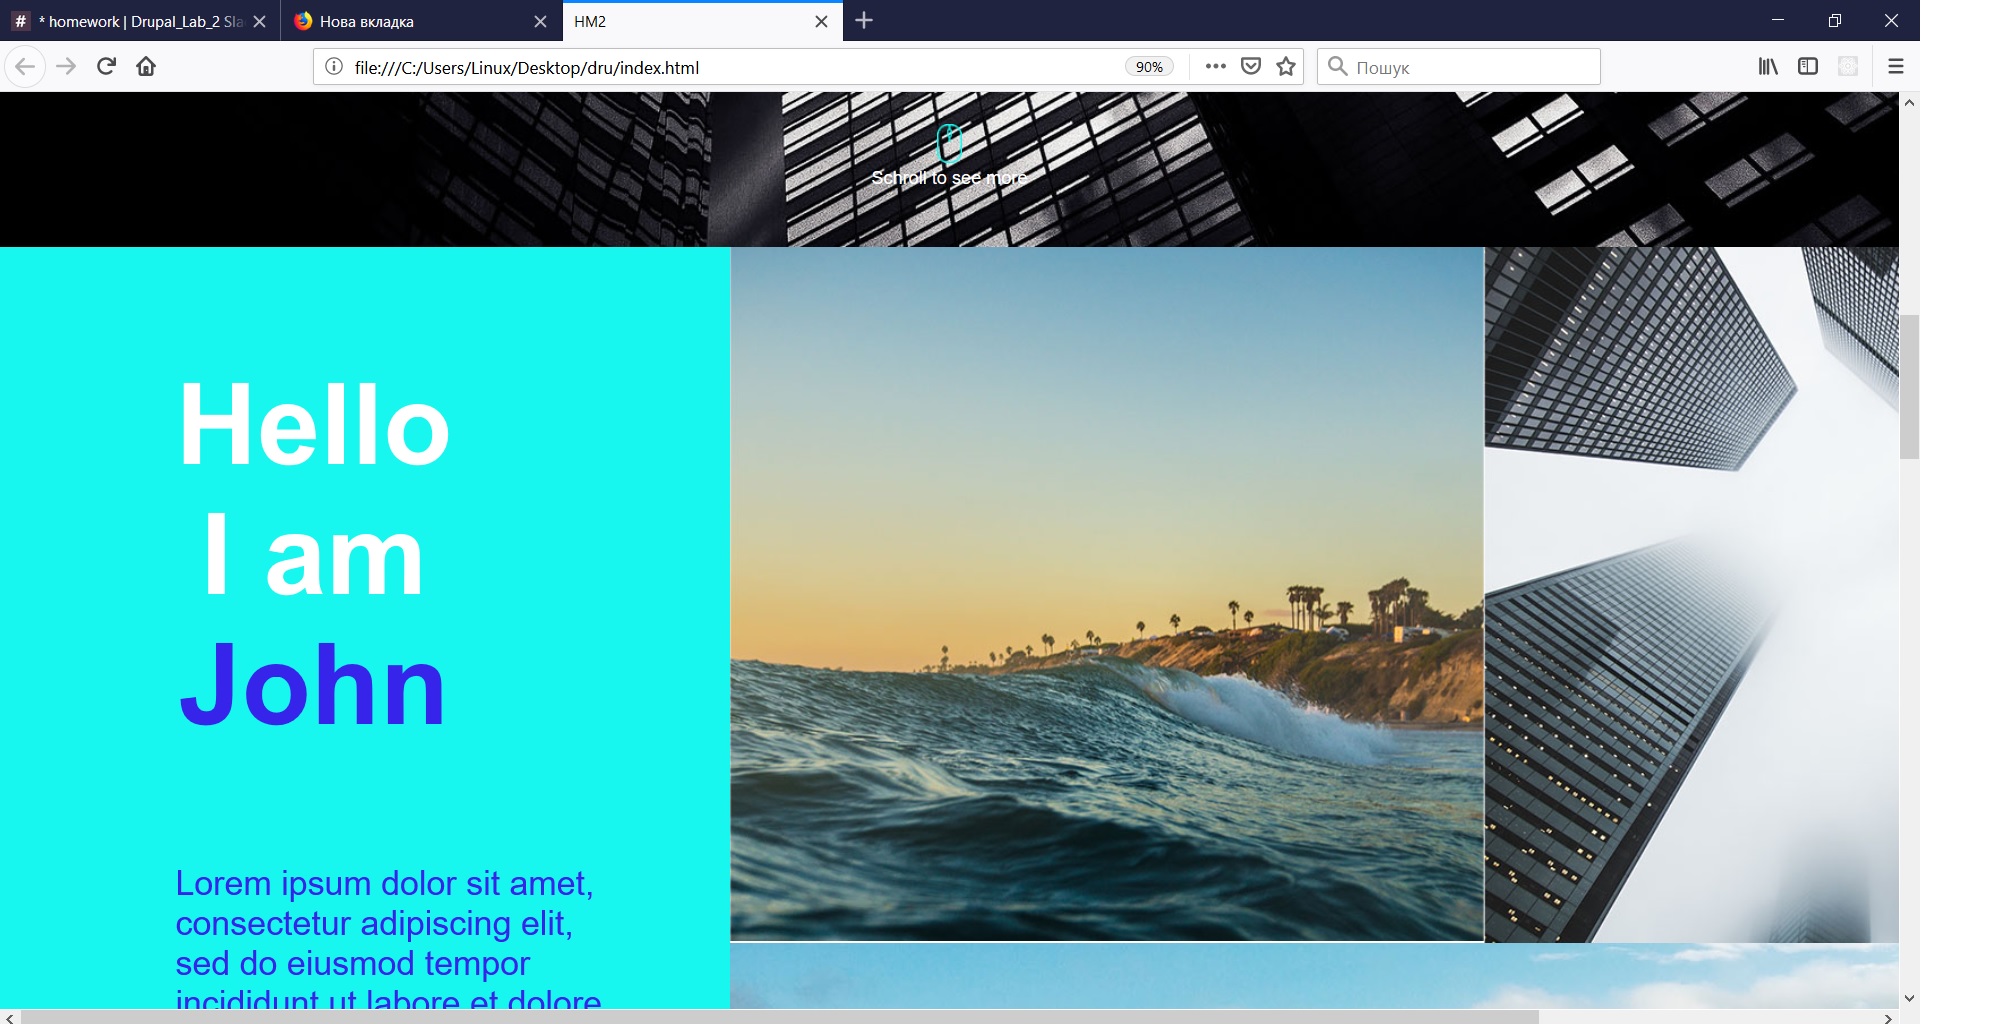 * homework | Drupal_Lab_2 Sla
Нова вкладка
HM2
file:///C:/Users/Linux/Desktop/dru/index.html
90%
Пошук
Schroll to see more
Hello
I am
John
Lorem ipsum dolor sit amet,
consectetur adipiscing elit,
sed do eiusmod tempor
incididunt ut labore et dolore